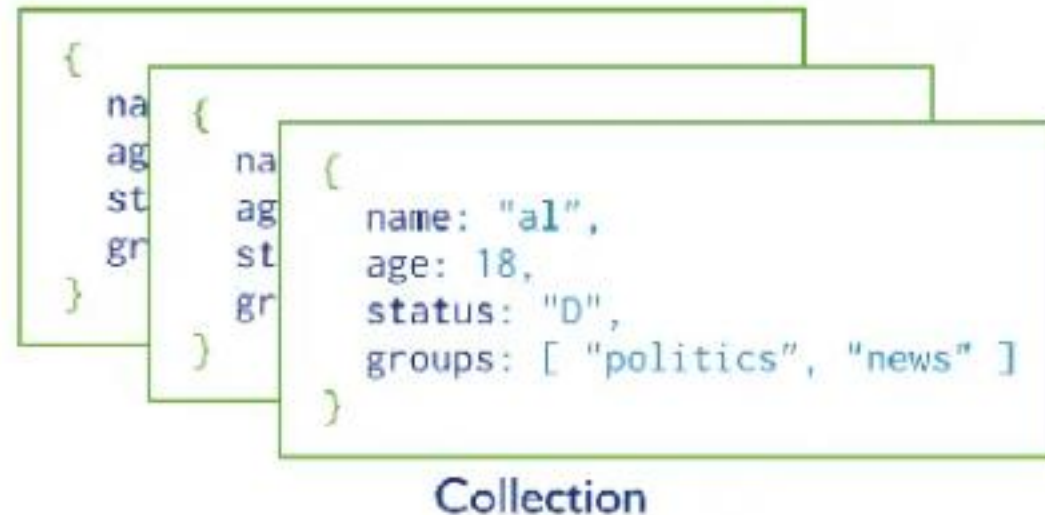 {
na
ag
st
gr
}
{
na
ag
st
gr
}
{
name: "al",
age: 18,
status: "D",
groups: [ "politics", "news" ]
}
Collection